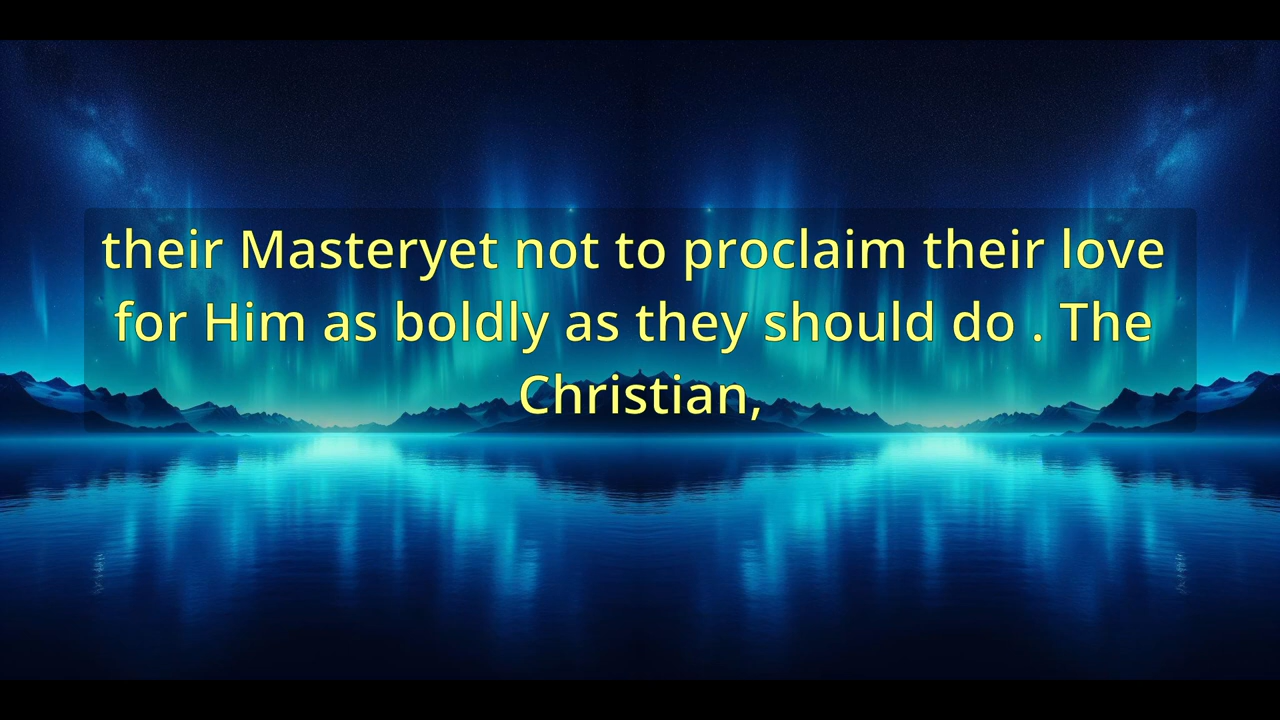 their Masteryet not to proclaim their love
for Him as boldly as they should do . The
Christian,